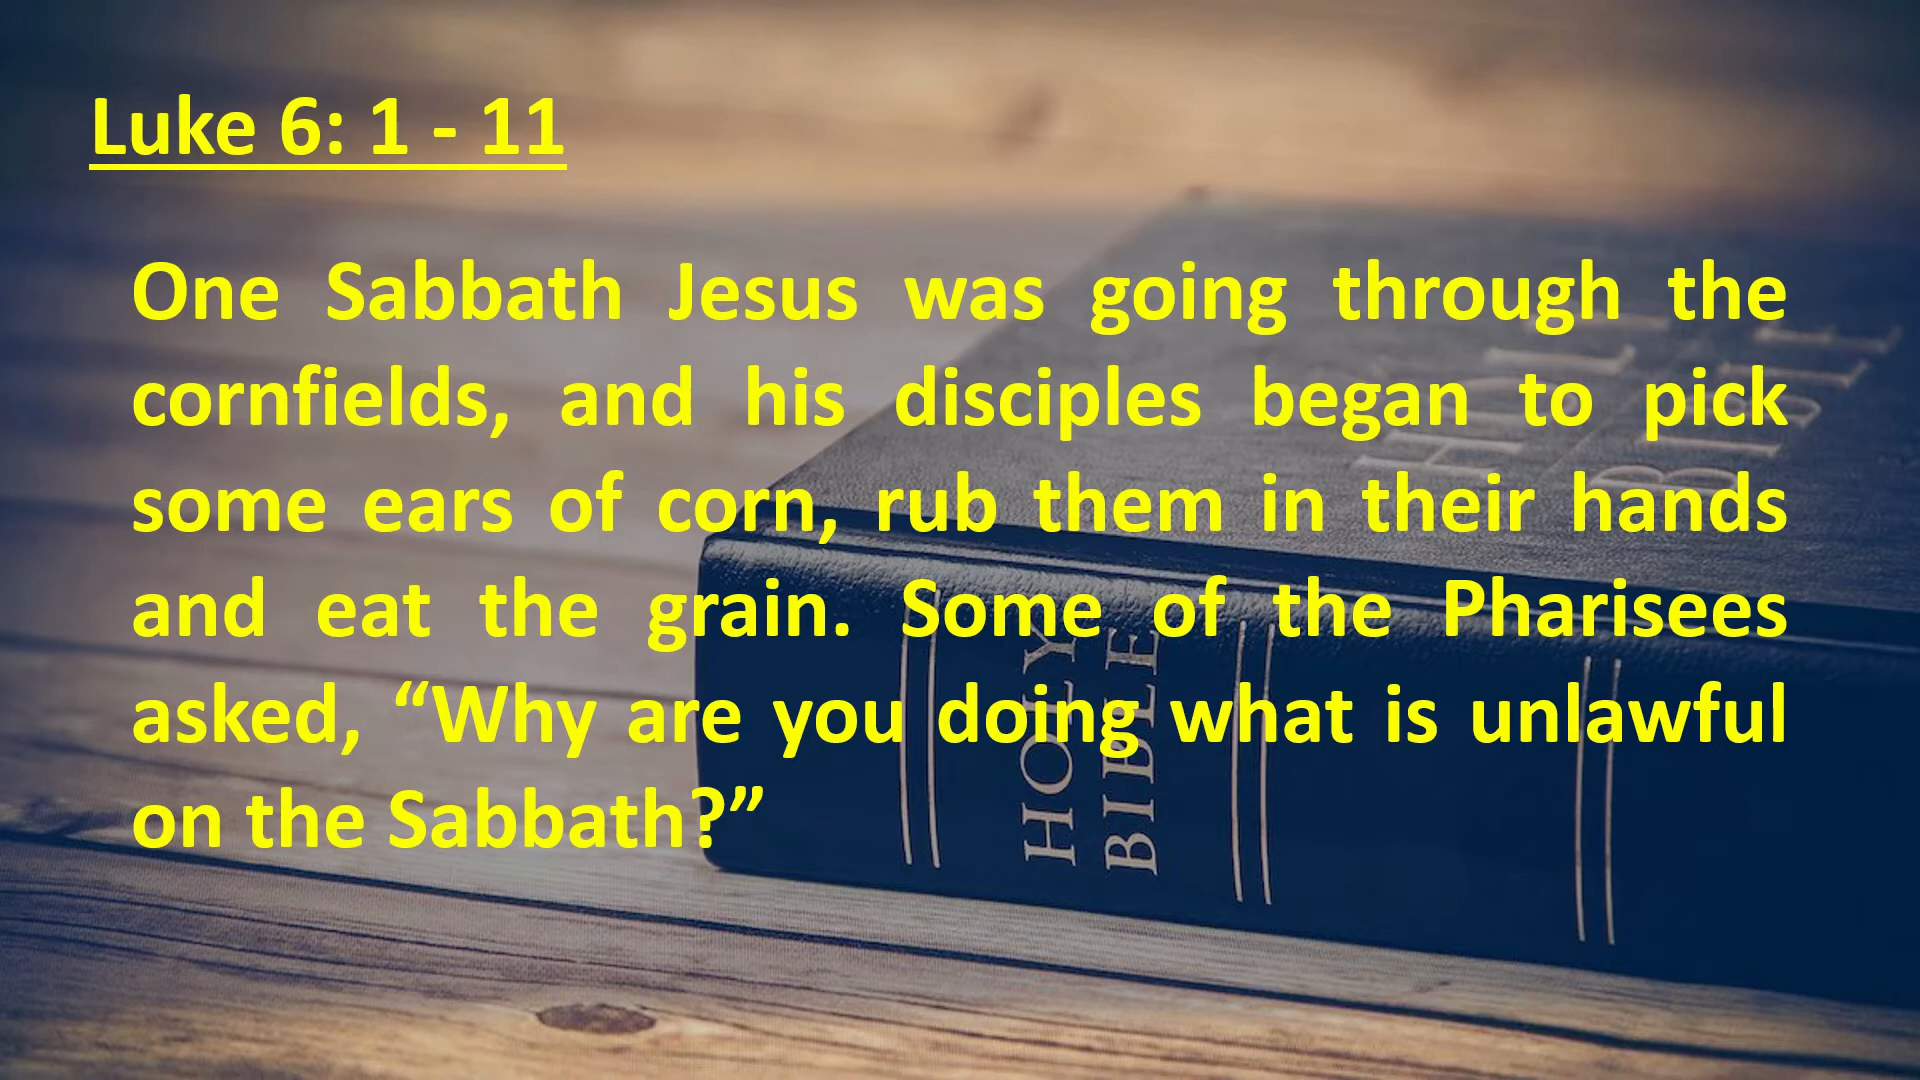 Luke 6: 1 - 11
One Sabbath Jesus was going through the
cornfields, and his disciples began to pick
some ears of corn, rub them in their hands
and eat the grain. Some of the Pharisees
asked, “Why are you doing what is unlawful
on the Sabbath?”
HOLY
BIBLE
HOLY
BIBLE